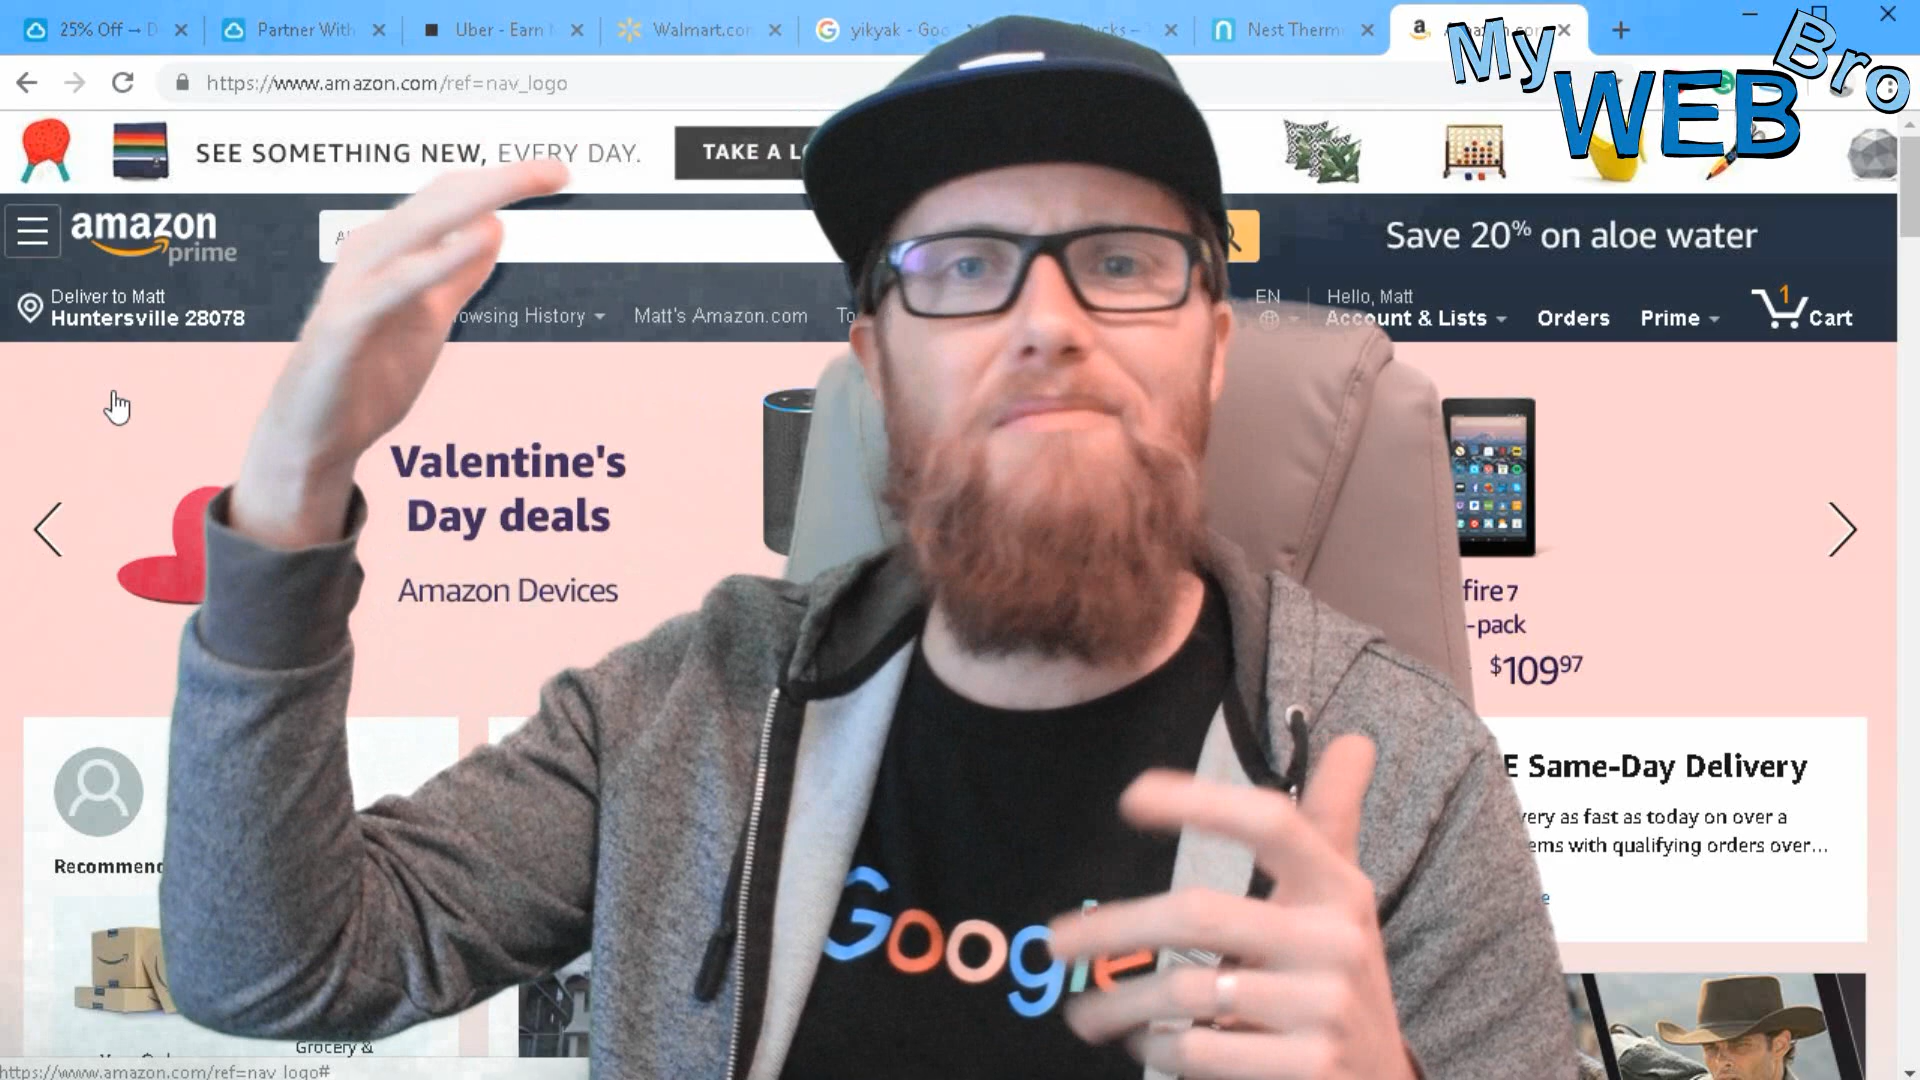 25% Off → D
Partner With
Uber - Earn
Walmart.co
yikyak - Goo
Nest Therm
My WEB Bro
https://www.amazon.com/ref=nav_logo
SEE SOMETHING NEW, EVERY DAY.
TAKE A LO
amazon prime
Save 20% on aloe water
Deliver to Matt
Huntersville 28078
owsing History
Matt's Amazon.com
To
EN
Hello, Matt
Account & Lists
Orders
Prime
1
Cart
Valentine's
Day deals
Amazon Devices
fire 7
-pack
$109.97
Recommend
E Same-Day Delivery
very as fast as today on over a
ems with qualifying orders over...
e
Google
Grocery &
https://www.amazon.com/ref=nav_logo#